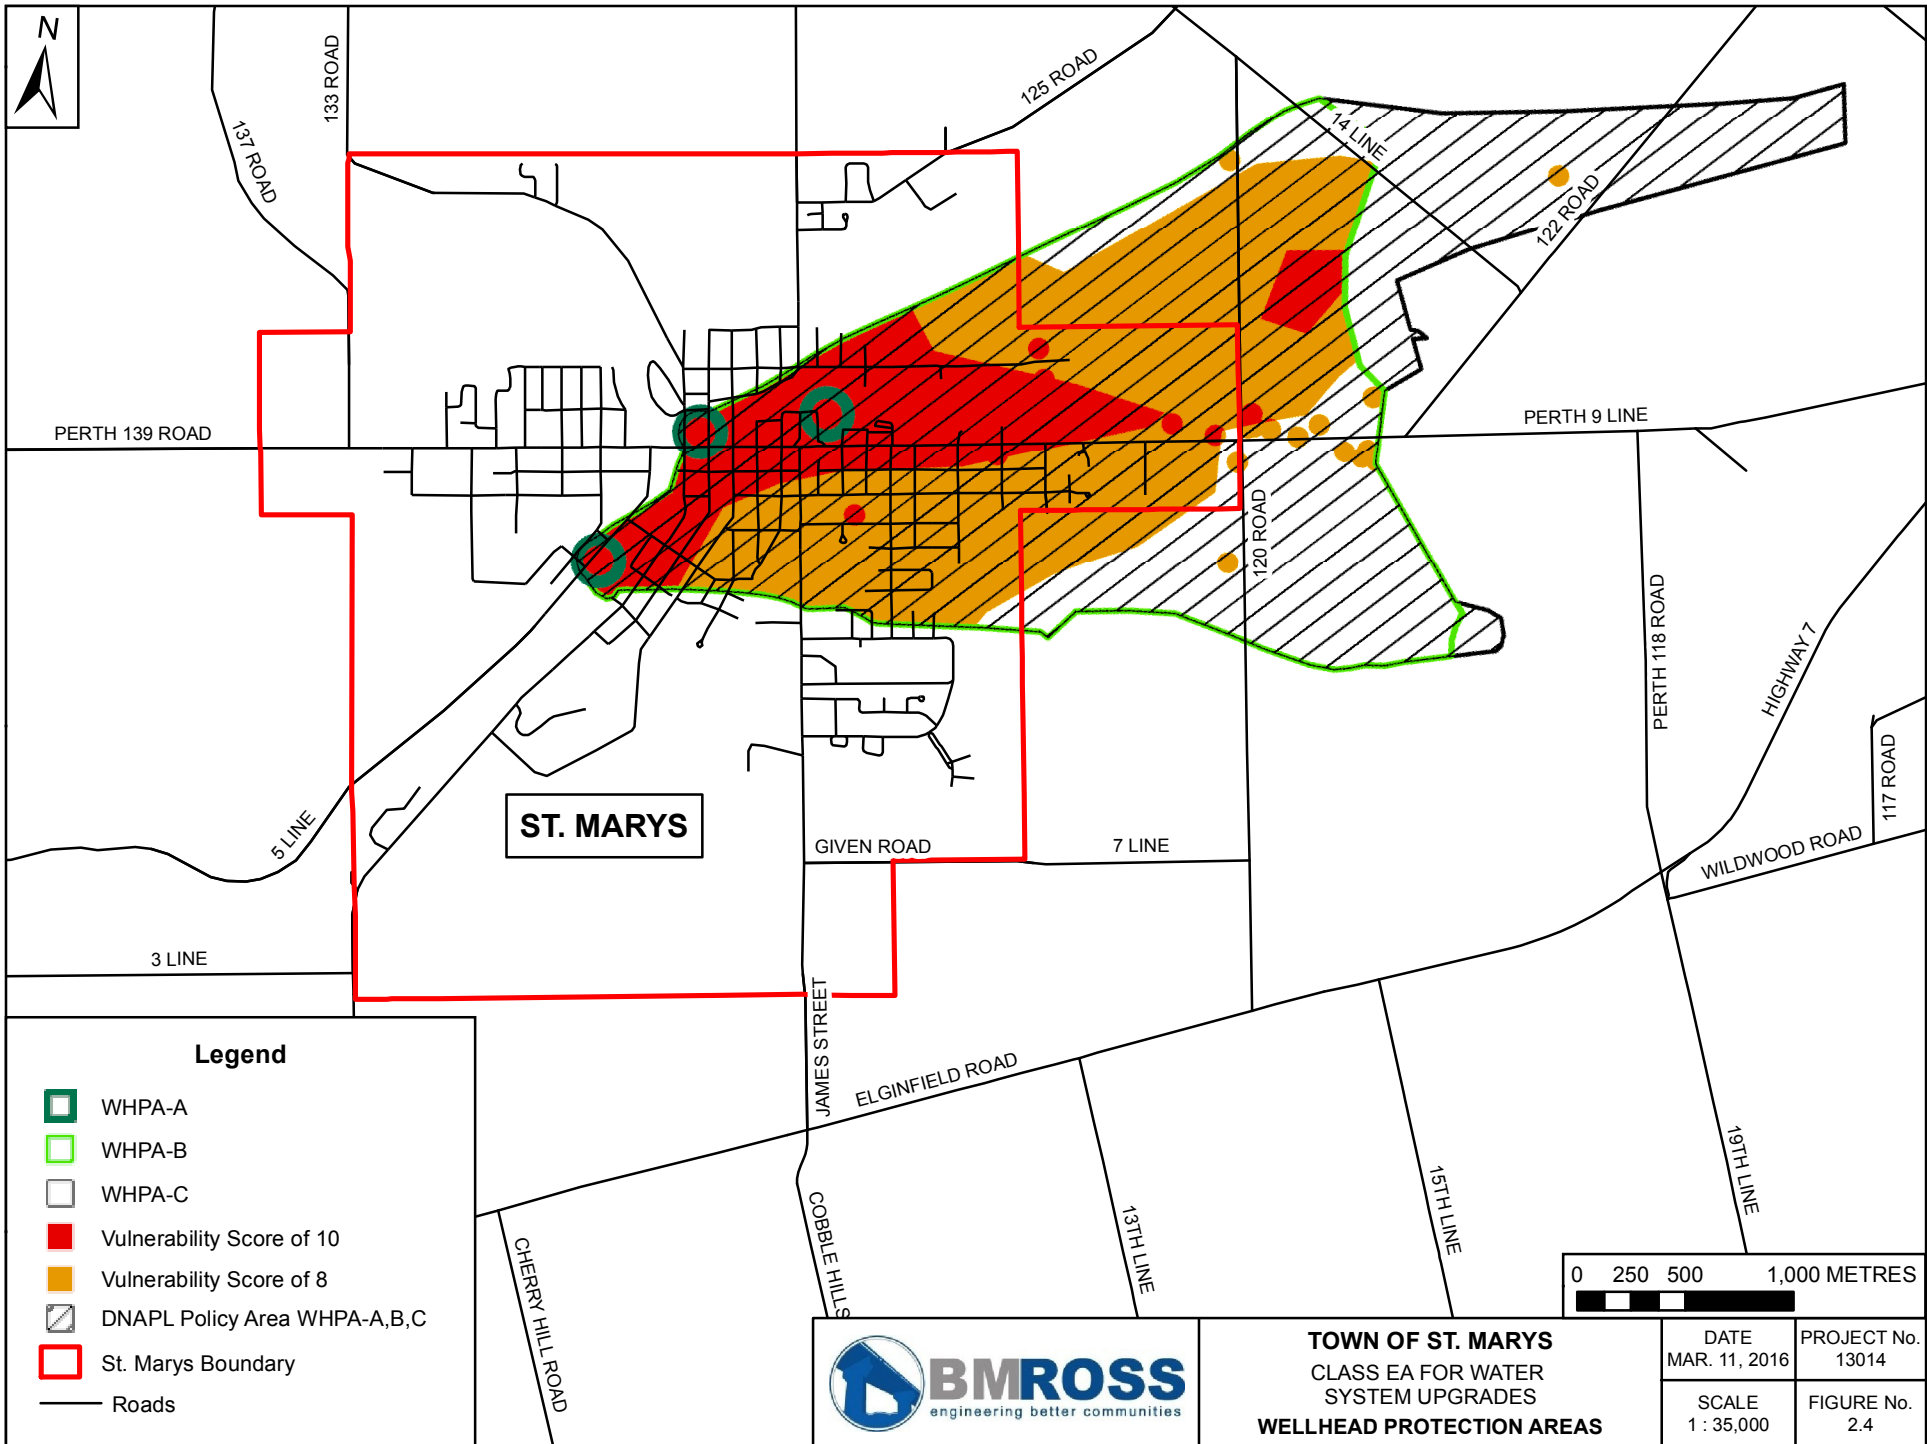 N
133 ROAD
137 ROAD
125 ROAD
14 LINE
122 ROAD
PERTH 139 ROAD
PERTH 9 LINE
120 ROAD
PERTH 118 ROAD
HIGHWAY 7
117 ROAD
WILDWOOD ROAD
5 LINE
ST. MARYS
GIVEN ROAD
7 LINE
3 LINE
JAMES STREET
ELGINFIELD ROAD
COBBLE HILLS
CHERRY HILL ROAD
13TH LINE
15TH LINE
19TH LINE
Legend
WHPA-A
WHPA-B
WHPA-C
Vulnerability Score of 10
Vulnerability Score of 8
DNAPL Policy Area WHPA-A,B,C
St. Marys Boundary
Roads
0 250 500 1,000 METRES
BMROSS
engineering better communities
TOWN OF ST. MARYS
CLASS EA FOR WATER
SYSTEM UPGRADES
WELLHEAD PROTECTION AREAS
DATE
MAR. 11, 2016
PROJECT No.
13014
SCALE
1 : 35,000
FIGURE No.
2.4